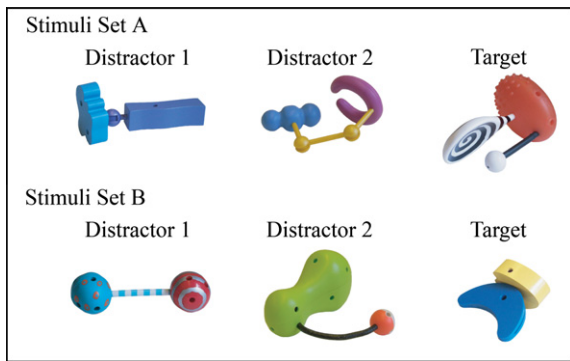 Stimuli Set A
Distractor 1 Distractor 2 Target
Stimuli Set B
Distractor 1 Distractor 2 Target